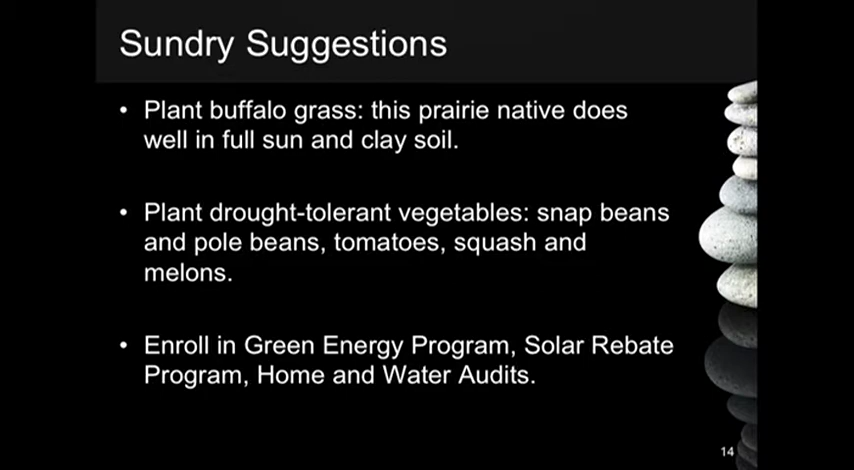 Sundry Suggestions
• Plant buffalo grass: this prairie native does
well in full sun and clay soil.
• Plant drought-tolerant vegetables: snap beans
and pole beans, tomatoes, squash and
melons.
• Enroll in Green Energy Program, Solar Rebate
Program, Home and Water Audits.
14